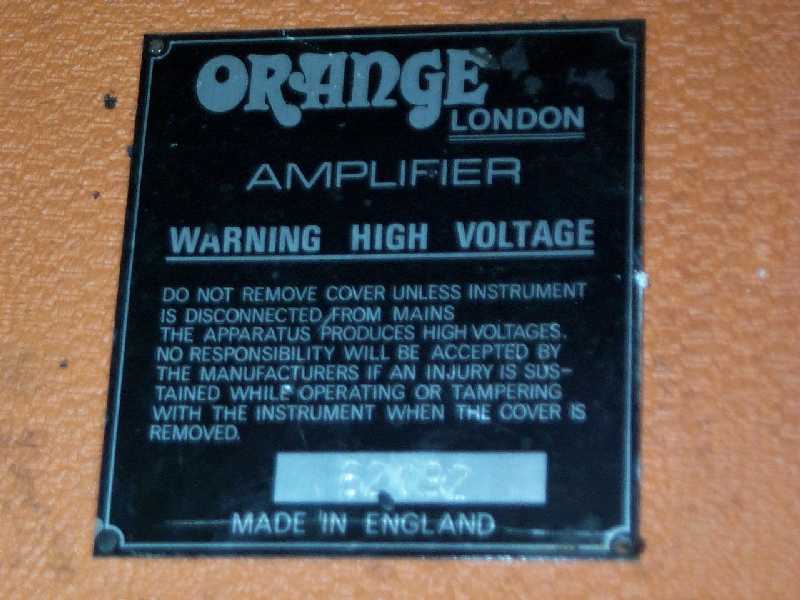 ORANGE
LONDON
AMPLIFIER
WARNING HIGH VOLTAGE
DO NOT REMOVE COVER UNLESS INSTRUMENT
IS DISCONNECTED FROM MAINS
THE APPARATUS PRODUCES HIGH VOLTAGES.
NO RESPONSIBILITY WILL BE ACCEPTED BY
THE MANUFACTURERS IF AN INJURY IS SUS-
TAINED WHILE OPERATING OR TAMPERING
WITH THE INSTRUMENT WHEN THE COVER IS
REMOVED.
MADE IN ENGLAND